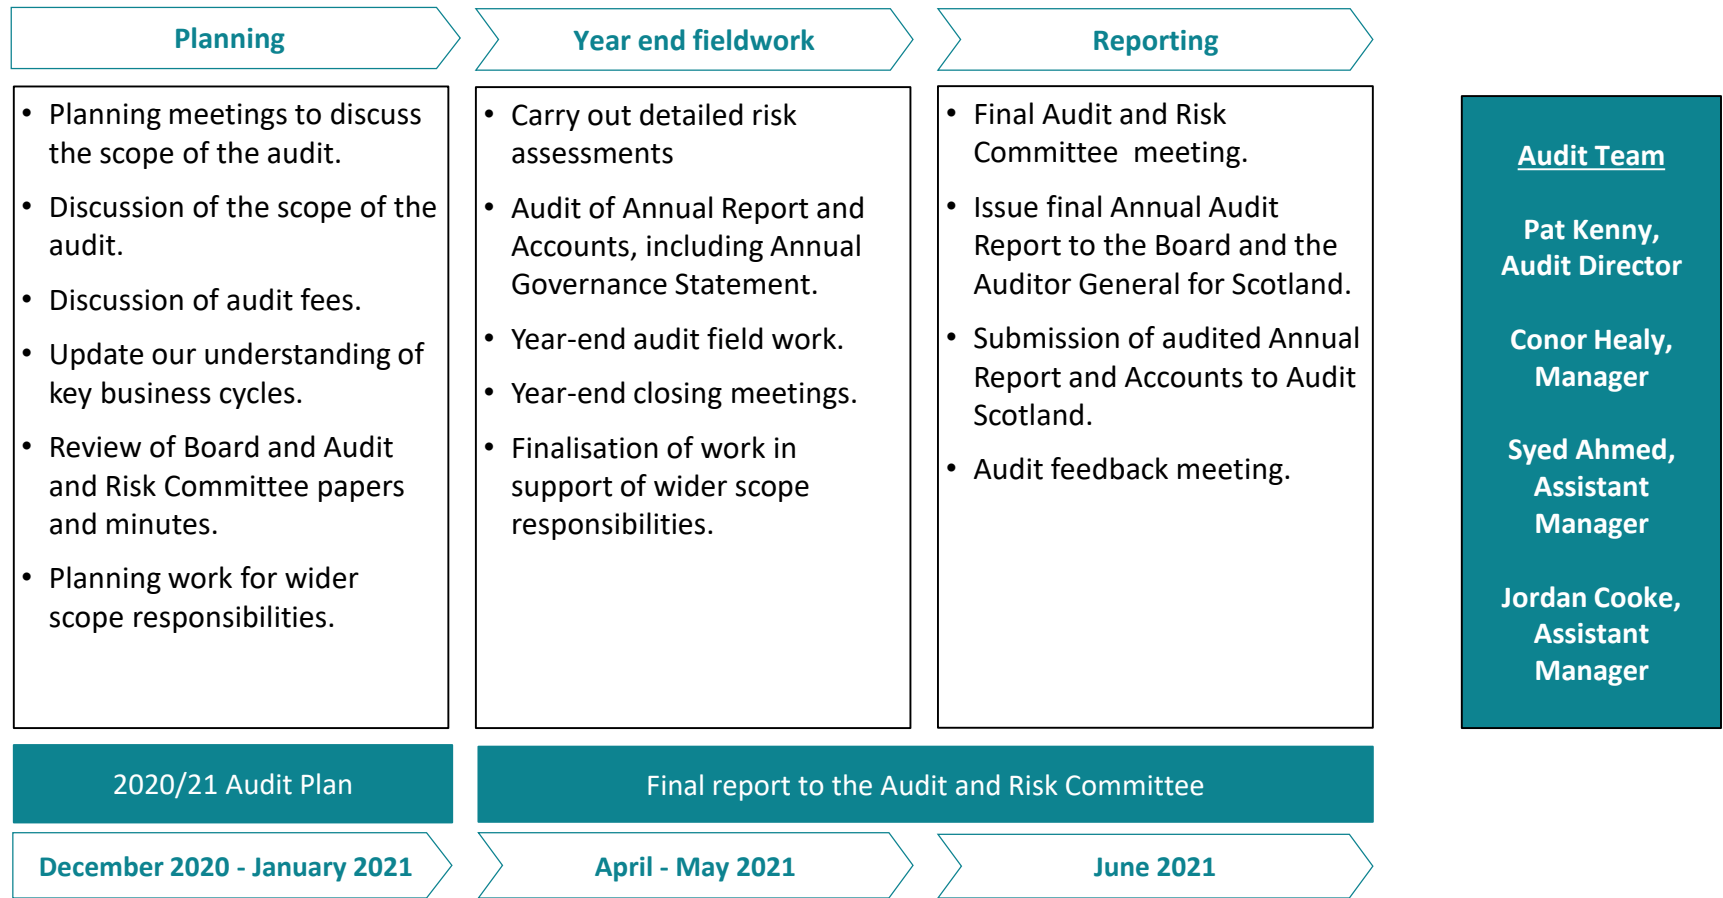 Planning
Year end fieldwork
Reporting
• Planning meetings to discuss
the scope of the audit.
• Discussion of the scope of the
audit.
• Discussion of audit fees.
• Update our understanding of
key business cycles.
• Review of Board and Audit
and Risk Committee papers
and minutes.
• Planning work for wider
scope responsibilities.
• Carry out detailed risk
assessments
• Audit of Annual Report and
Accounts, including Annual
Governance Statement.
• Year-end audit field work.
• Year-end closing meetings.
• Finalisation of work in
support of wider scope
responsibilities.
• Final Audit and Risk
Committee  meeting.
• Issue final Annual Audit
Report to the Board and the
Auditor General for Scotland.
• Submission of audited Annual
Report and Accounts to Audit
Scotland.
• Audit feedback meeting.
Audit Team
Pat Kenny,
Audit Director
Conor Healy,
Manager
Syed Ahmed,
Assistant
Manager
Jordan Cooke,
Assistant
Manager
2020/21 Audit Plan
Final report to the Audit and Risk Committee
December 2020 - January 2021
April - May 2021
June 2021